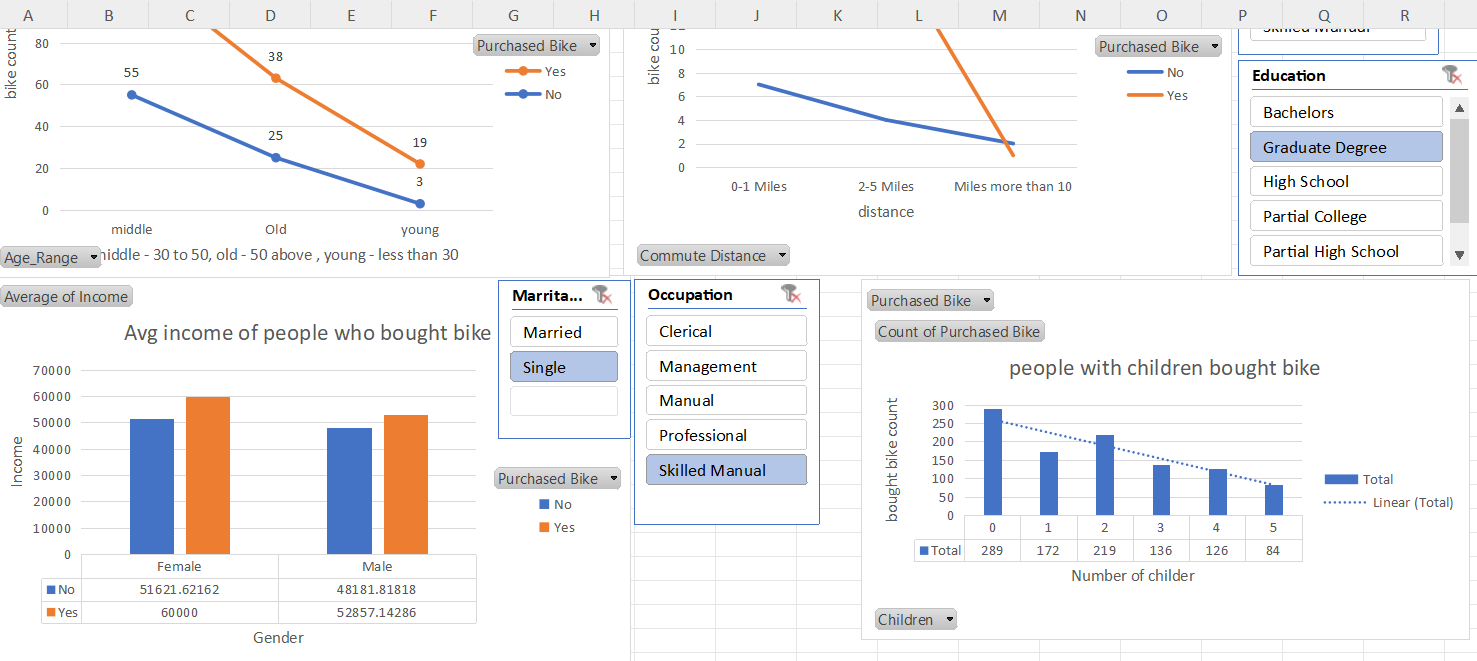 A B C D E F G H I J K L M N O P Q R
80
60
40
20
0
bike count
55
38
25
19
3
middle Old young
middle - 30 to 50, old - 50 above , young - less than 30
Age_Range
Purchased Bike
Yes
No
10
8
6
4
2
0
0-1 Miles 2-5 Miles Miles more than 10
distance
Commute Distance
Purchased Bike
No
Yes
Skilled Manual
Education
Bachelors
Graduate Degree
High School
Partial College
Partial High School
Average of Income
Avg income of people who bought bike
70000
60000
50000
40000
30000
20000
10000
0
Income
Female Male
No 51621.62162 48181.81818
Yes 60000 52857.14286
Gender
Marrita...
Married
Single
Purchased Bike
No
Yes
Occupation
Clerical
Management
Manual
Professional
Skilled Manual
Purchased Bike
Count of Purchased Bike
people with children bought bike
bought bike count
300
250
200
150
100
50
0
0 1 2 3 4 5
Total 289 172 219 136 126 84
Number of childer
Total
Linear (Total)
Children